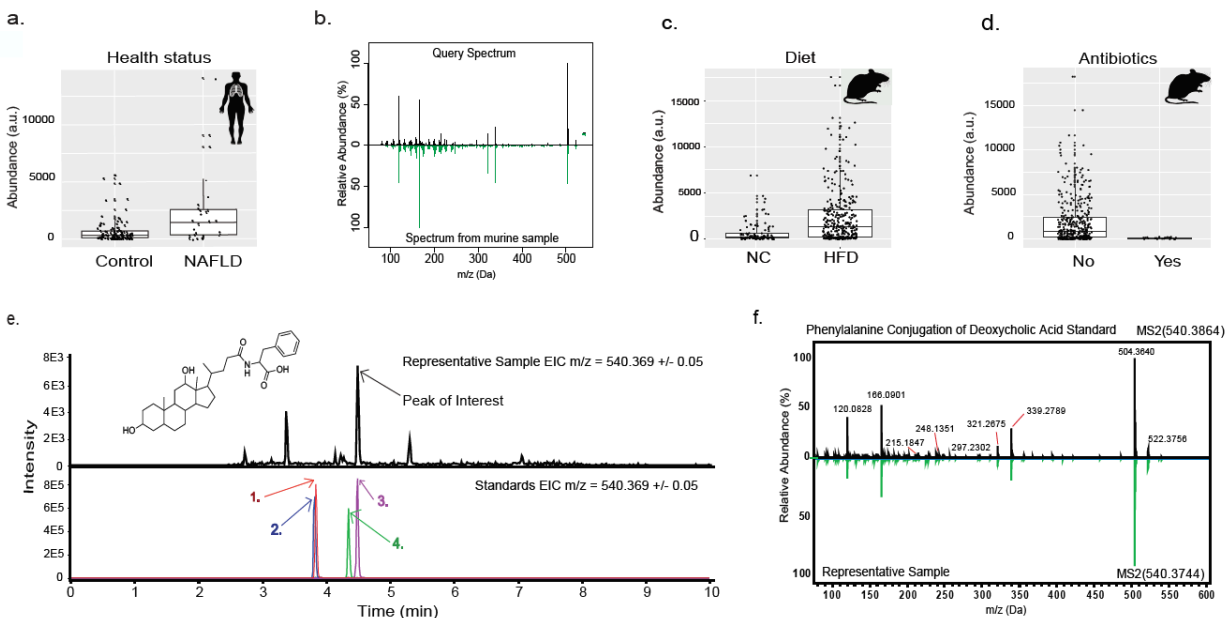 a.
Health status
Abundance (a.u.)
10000
5000
0
Control
NAFLD
b.
Query Spectrum
Relative Abundance (%)
100
50
0
50
100
Spectrum from murine sample
100
200
300
400
500
m/z (Da)
c.
Diet
Abundance (a.u.)
15000
10000
5000
0
NC
HFD
d.
Antibiotics
Abundance (a.u.)
15000
10000
5000
0
No
Yes
e.
12
OH
HO
3
O
N
H
OH
O
Representative Sample EIC m/z = 540.369 +/- 0.05
Peak of Interest
Intensity
8E3
6E3
4E3
2E3
0
Standards EIC m/z = 540.369 +/- 0.05
1.
2.
3.
4.
8E5
6E5
4E5
2E5
0
0
1
2
3
4
5
6
7
8
9
10
Time (min)
f.
Phenylalanine Conjugation of Deoxycholic Acid Standard
MS2(540.3864)
Relative Abundance (%)
100
50
0
50
100
120.0828
166.0901
215.1847
248.1351
297.2302
321.2675
339.2789
504.3640
522.3756
Representative Sample
MS2(540.3744)
100
150
200
250
300
350
400
450
500
550
600
m/z (Da)